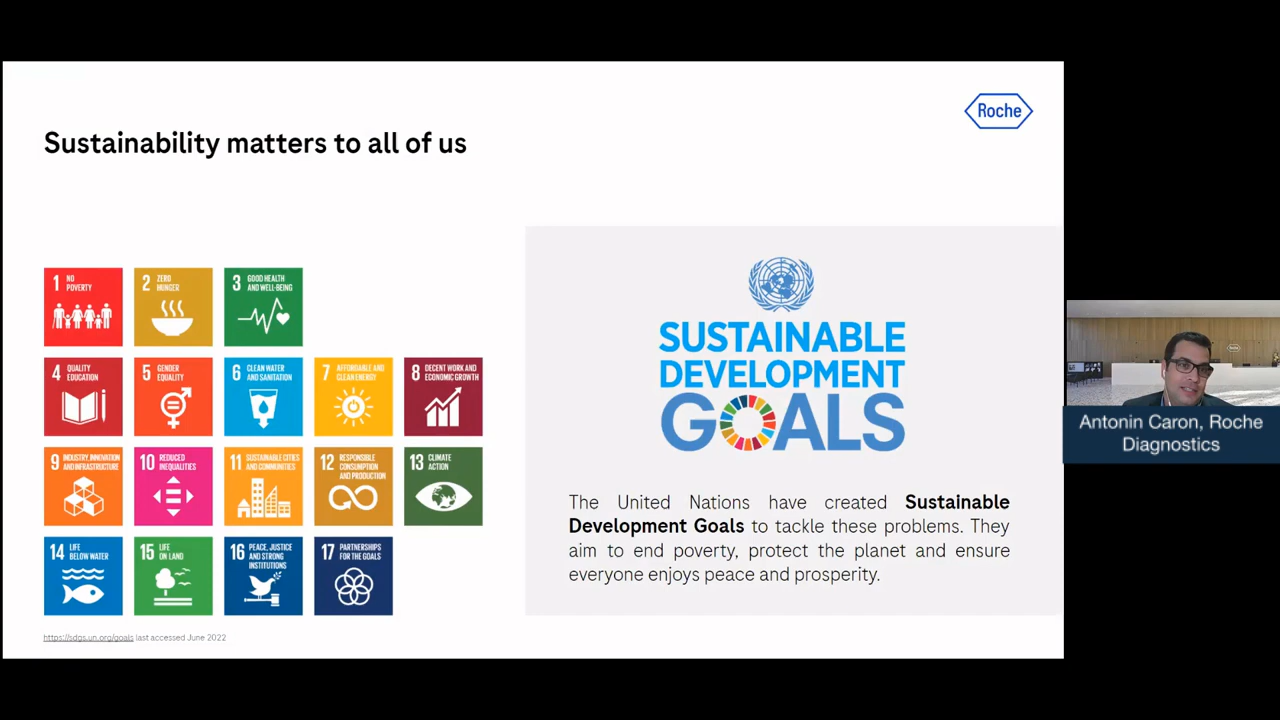 Roche
Sustainability matters to all of us
1 NO
POVERTY
2 ZERO
HUNGER
3 GOOD HEALTH
AND WELL-BEING
4 QUALITY
EDUCATION
5 GENDER
EQUALITY
6 CLEAN WATER
AND SANITATION
7 AFFORDABLE AND
CLEAN ENERGY
8 DECENT WORK AND
ECONOMIC GROWTH
9 INDUSTRY, INNOVATION
AND INFRASTRUCTURE
10 REDUCED
INEQUALITIES
11 SUSTAINABLE CITIES
AND COMMUNITIES
12 RESPONSIBLE
CONSUMPTION
AND PRODUCTION
13 CLIMATE
ACTION
14 LIFE
BELOW WATER
15 LIFE
ON LAND
16 PEACE, JUSTICE
AND STRONG
INSTITUTIONS
17 PARTNERSHIPS
FOR THE GOALS
https://sdgs.un.org/goals last accessed June 2022
SUSTAINABLE
DEVELOPMENT
GOALS
The United Nations have created Sustainable
Development Goals to tackle these problems. They
aim to end poverty, protect the planet and ensure
everyone enjoys peace and prosperity.
Antonin Caron, Roche
Diagnostics